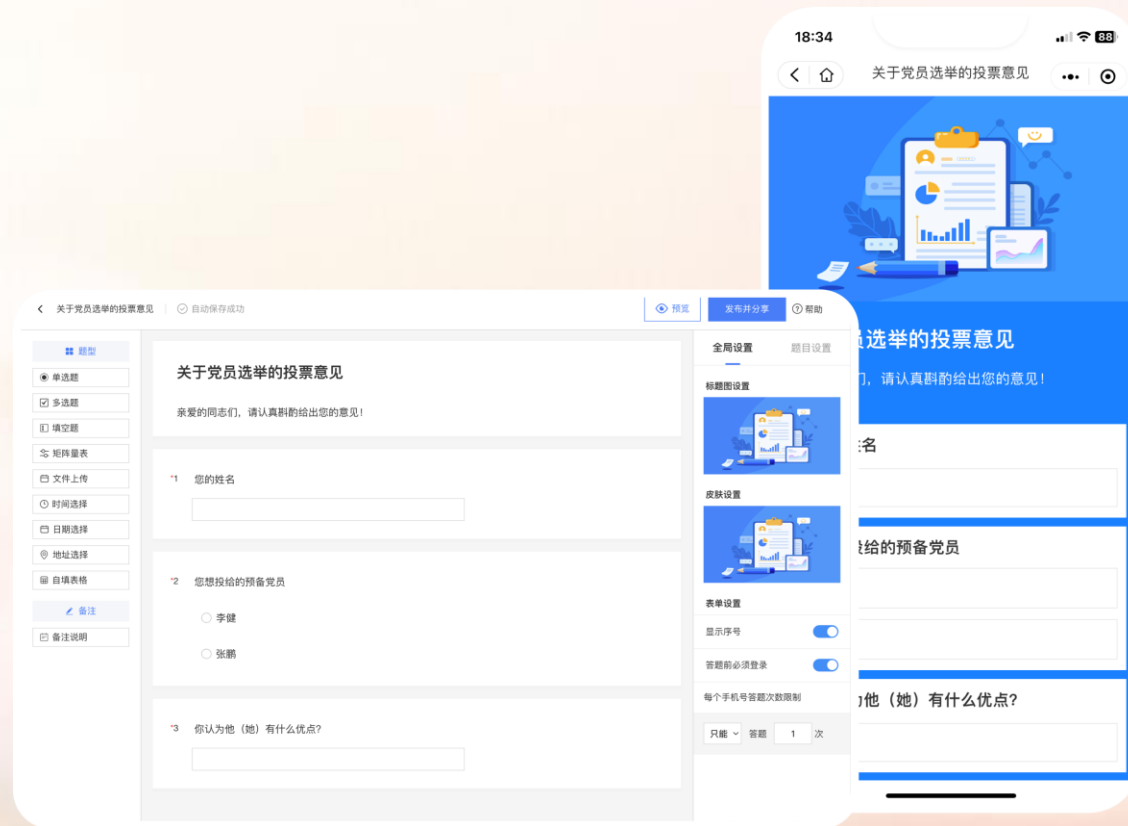 18:34
88
关于党员选举的投票意见
选举的投票意见
们，请认真斟酌给出您的意见！
名
给的预备党员
他（她）有什么优点?
关于党员选举的投票意见
自动保存成功
预览
发布并分享
帮助
题型
单选题
多选题
填空题
矩阵量表
文件上传
时间选择
日期选择
地址选择
自填表格
备注
备注说明
关于党员选举的投票意见
亲爱的同志们，请认真斟酌给出您的意见！
*1 您的姓名
*2 您想投给的预备党员
李健
张鹏
*3 你认为他（她）有什么优点?
全局设置
题目设置
标题图设置
皮肤设置
表单设置
显示序号
答题前必须登录
每个手机号答题次数限制
只能 答题 1 次